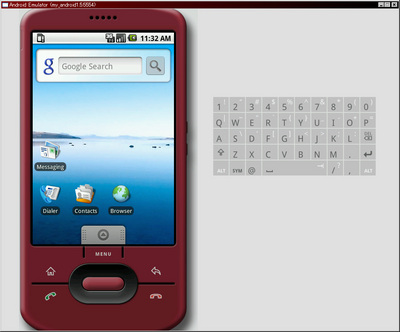 Android Emulator (my_android1.5:5554)
11:32 AM
g Google Search
Messaging
Dialer
Contacts
Browser
MENU
1 2 3 4 5 6 7 8 9 0
Q W E R T Y U I O P
A S D F G H J K L DEL
Z X C V B N M .
ALT SYM @ / , ALT